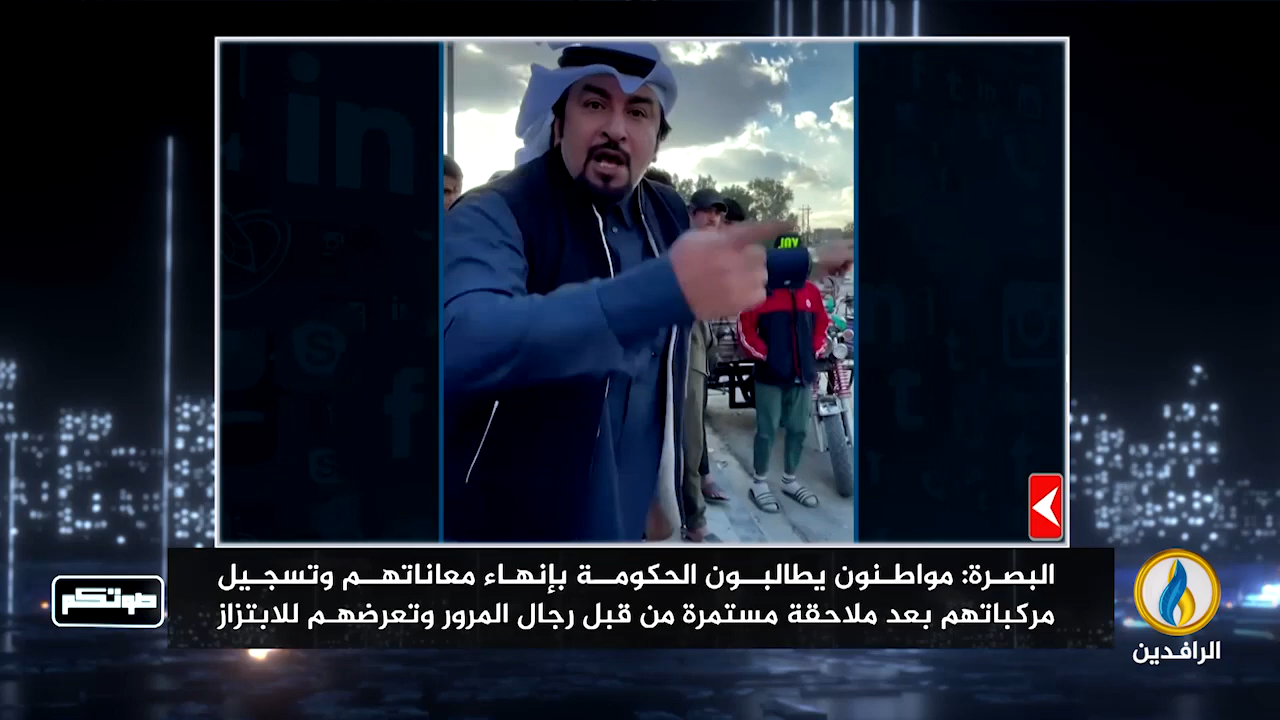 JOY
البصرة: مواطنون يطالبون الحكومة بإنهاء معاناتهم وتسجيل
مركباتهم بعد ملاحقة مستمرة من قبل رجال المرور وتعرضهم للابتزاز
صوتكم
الرافدين